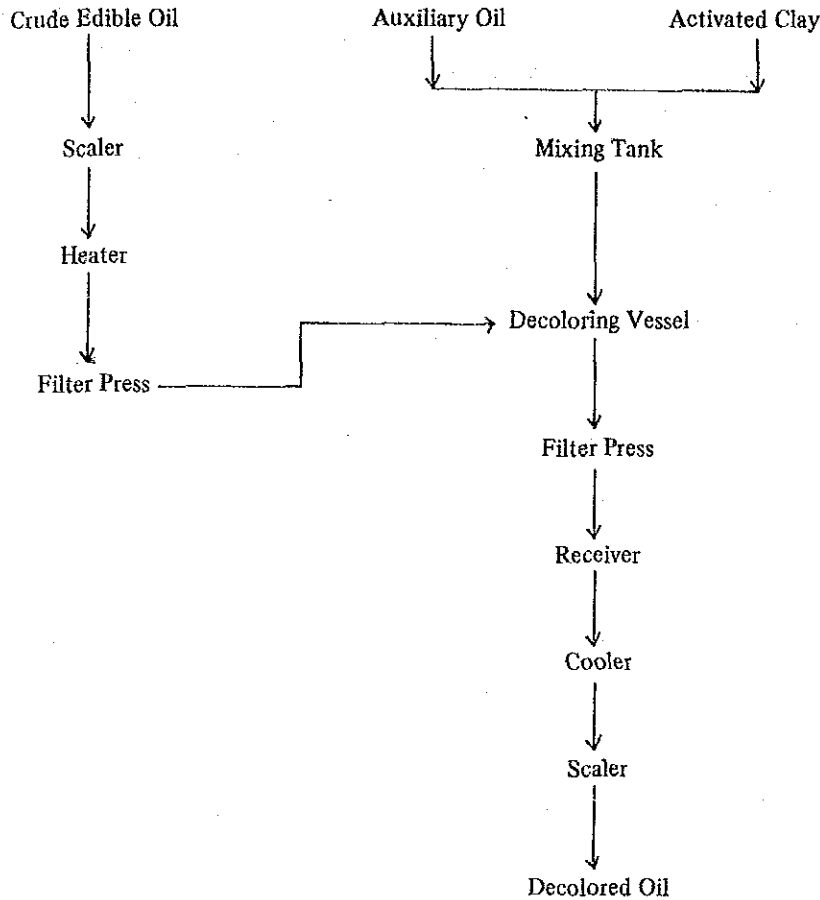 Crude Edible Oil
Auxiliary Oil
Activated Clay
Scaler
Mixing Tank
Heater
Decoloring Vessel
Filter Press
Filter Press
Receiver
Cooler
Scaler
Decolored Oil